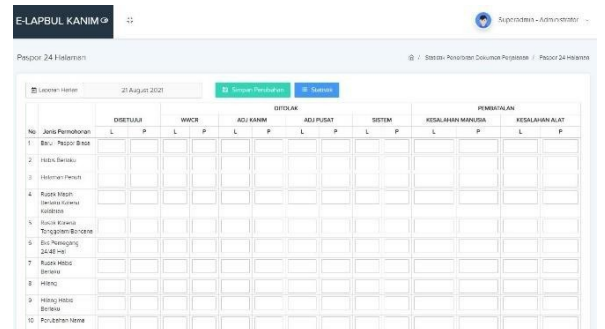 E-LAPBUL KANIM
Superadmin - Administrator
Paspor 24 Halaman
/ Statistik Penerbitan Dokumen Perjalanan / Paspor 24 Halaman
Laporan Harian 21 August 2021 Simpan Perubahan Statistik
DITOLAK PEMBATALAN
DISETUJUI WWCR ADJ KANIM ADJ PUSAT SISTEM KESALAHAN MANUSIA KESALAHAN ALAT
No Jenis Permohonan L P L P L P L P L P L P L P
1 Baru - Paspor Biasa
2 Habis Berlaku
3 Halaman Penuh
4 Rusak Masih
Berlaku Karena
Kelalaian
5 Rusak Karena
Tenggelam/Bencana
6 Eks Pemegang
24/48 Hal
7 Rusak Habis
Berlaku
8 Hilang
9 Hilang Habis
Berlaku
10 Perubahan Nama